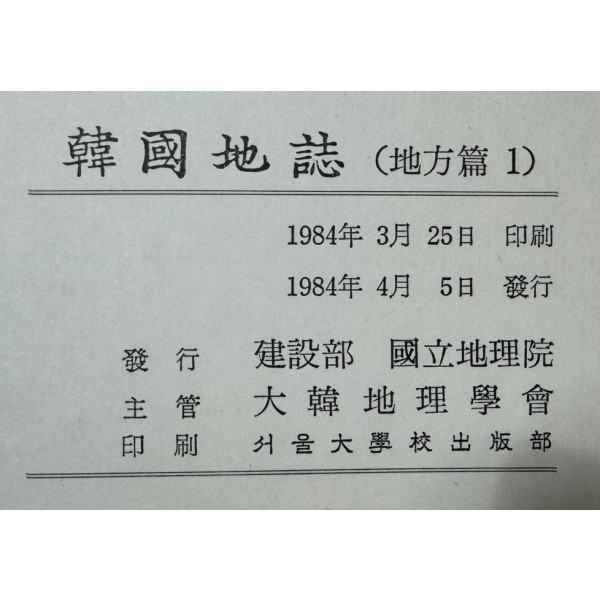 韓國地誌 (地方篇 1)
1984年 3月 25日 印刷
1984年 4月 5日 發行
發行 建設部 國立地理院
主管 大韓地理學會
印刷 서울大學校出版部